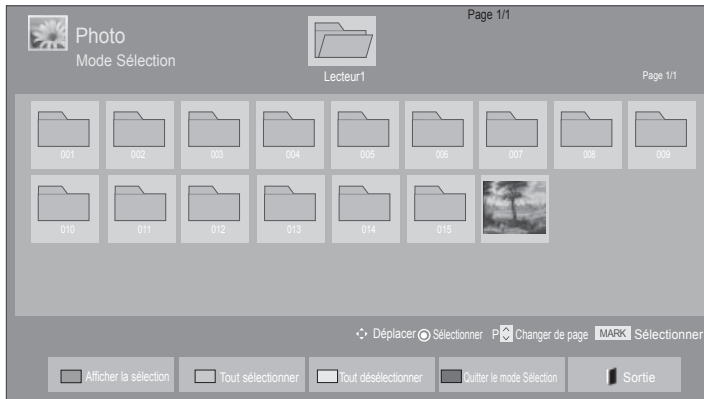 Page 1/1
Photo
Mode Sélection
Lecteur1
Page 1/1
001 002 003 004 005 006 007 008 009
010 011 012 013 014 015
Déplacer Sélectionner P Changer de page MARK Sélectionner
Afficher la sélection Tout sélectionner Tout désélectionner Quitter le mode Sélection Sortie